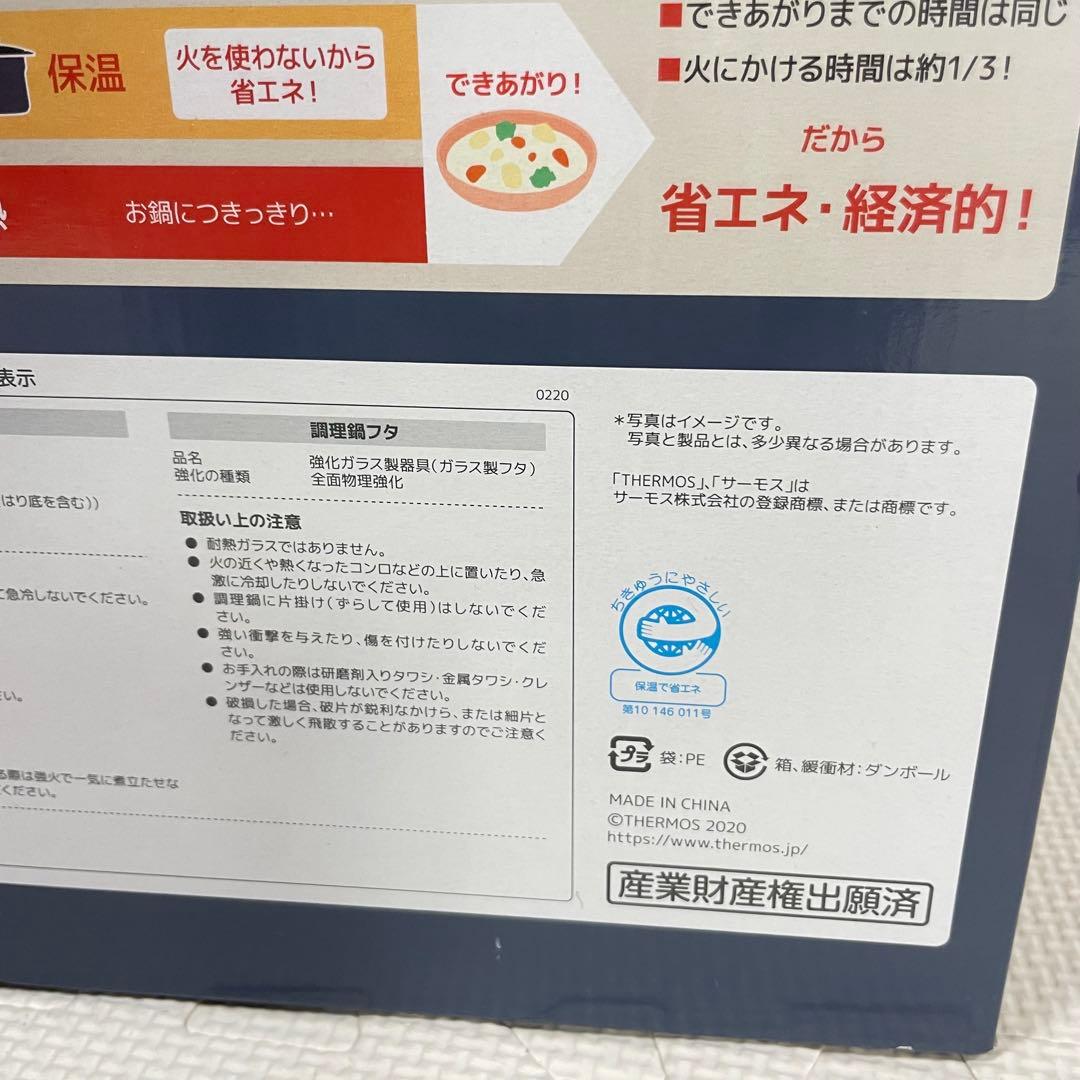 保温
火を使わないから
省エネ!
できあがり!
■できあがりまでの時間は同じ
■火にかける時間は約1/3!
だから
省エネ・経済的!
お鍋につきっきり…
表示
0220
はり底を含む))
急冷しないでください。
さい。
る際は強火で一気に煮立たせな
ください。
調理鍋フタ
品名 強化ガラス製器具(ガラス製フタ)
強化の種類 全面物理強化
取扱い上の注意
● 耐熱ガラスではありません。
● 火の近くや熱くなったコンロなどの上に置いたり、急
激に冷却したりしないでください。
● 調理鍋に片掛け(ずらして使用)はしないでくだ
さい。
● 強い衝撃を与えたり、傷を付けたりしないでくだ
さい。
● お手入れの際は研磨剤入りタワシ・金属タワシ・クレ
ンザーなどは使用しないでください。
● 破損した場合、破片が鋭利なかけら、または細片と
なって激しく飛散することがありますのでご注意く
ださい。
*写真はイメージです。
写真と製品とは、多少異なる場合があります。
「THERMOS」、「サーモス」は
サーモス株式会社の登録商標、または商標です。
ちきゅうにやさしい
保温で省エネ
第10 146 011号
プラ 袋:PE 箱、緩衝材:ダンボール
MADE IN CHINA
©THERMOS 2020
https://www.thermos.jp/
産業財産権出願済